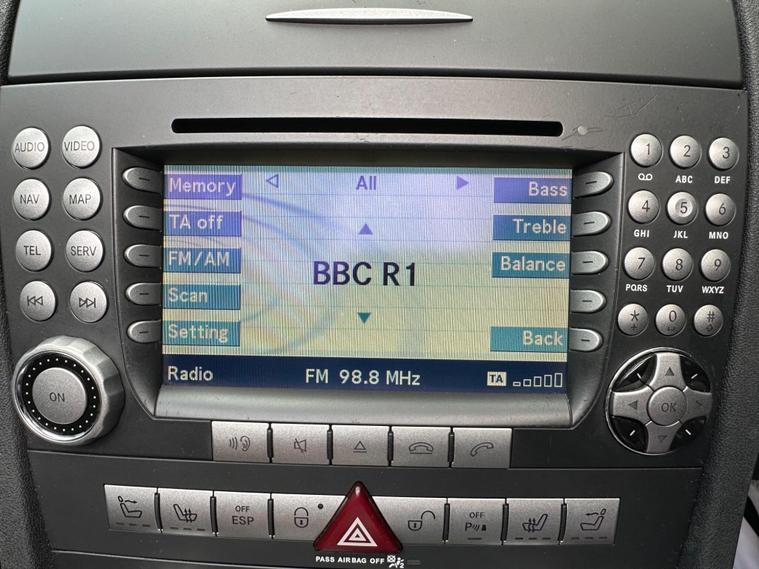 AUDIO VIDEO
NAV MAP
TEL SERV
ON
Memory All Bass
TA off Treble
FM/AM BBC R1 Balance
Scan
Setting Back
Radio FM 98.8 MHz TA
1 2 3
ABC DEF
4 5 6
GHI JKL MNO
7 8 9
PQRS TUV WXYZ
* 0 #
OK
OFF
ESP
OFF
P
PASS AIRBAG OFF